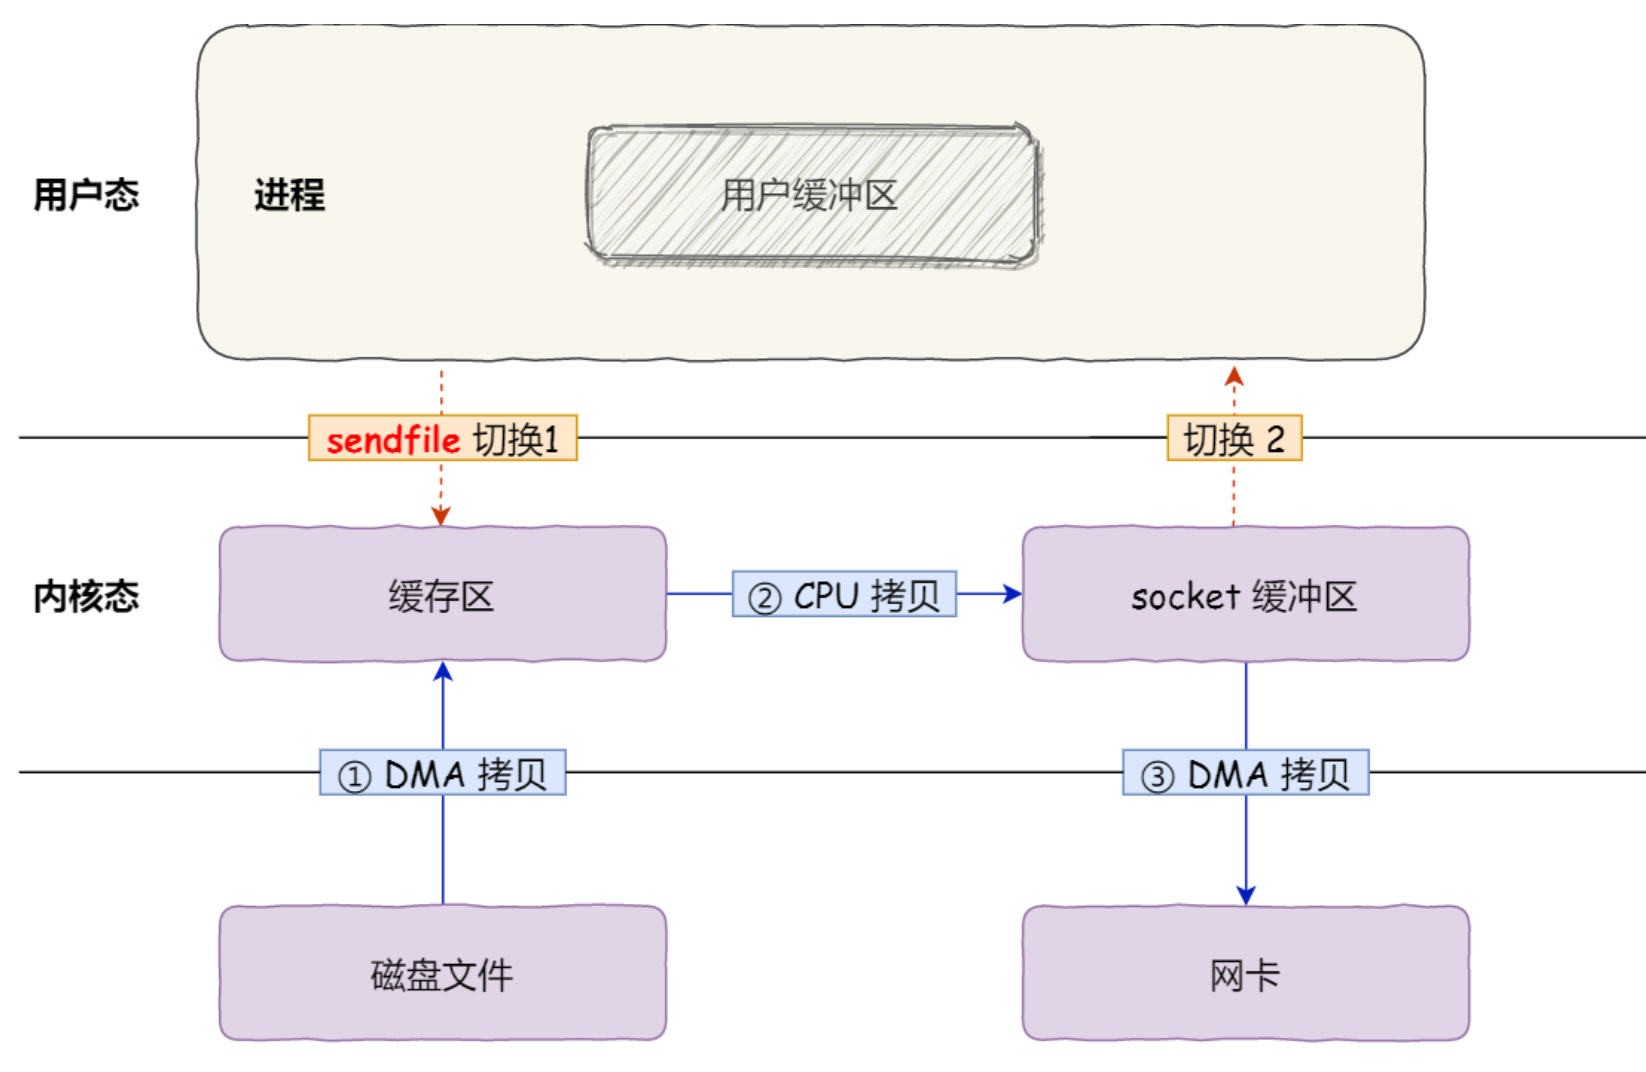 用户态
进程
用户缓冲区
sendfile 切换1
切换 2
内核态
缓存区
② CPU 拷贝
socket 缓冲区
① DMA 拷贝
③ DMA 拷贝
磁盘文件
网卡